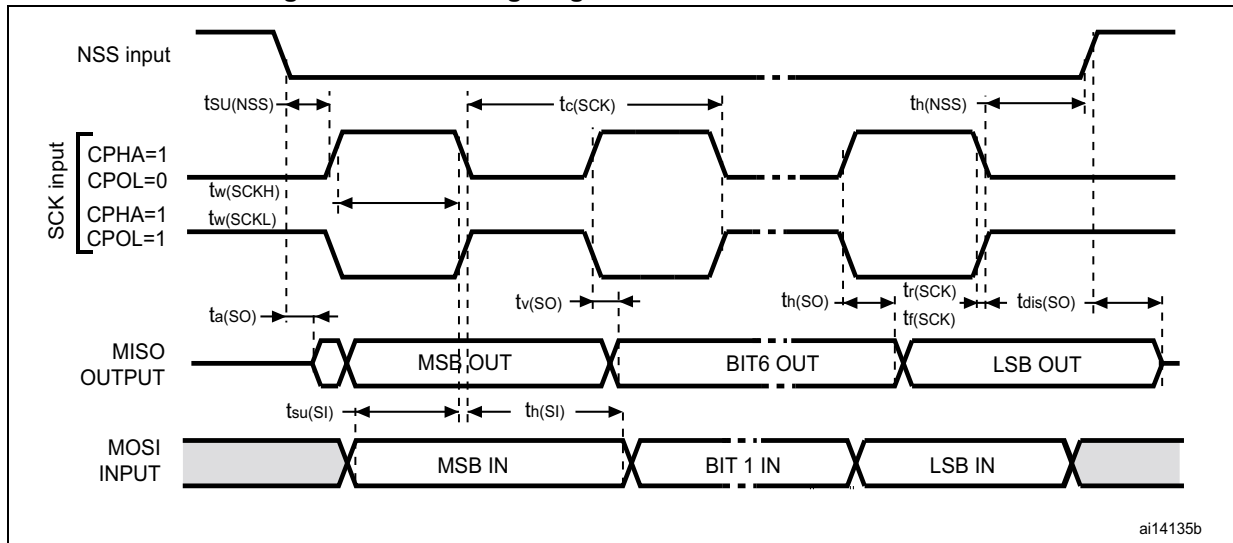 NSS input
tSU(NSS)
tc(SCK)
th(NSS)
SCK input
CPHA=1
CPOL=0
tw(SCKH)
CPHA=1
tw(SCKL)
CPOL=1
ta(SO)
tv(SO)
th(SO)
tr(SCK)
tf(SCK)
tdis(SO)
MISO
OUTPUT
MSB OUT
BIT6 OUT
LSB OUT
tsu(SI)
th(SI)
MOSI
INPUT
MSB IN
BIT 1 IN
LSB IN
ai14135b